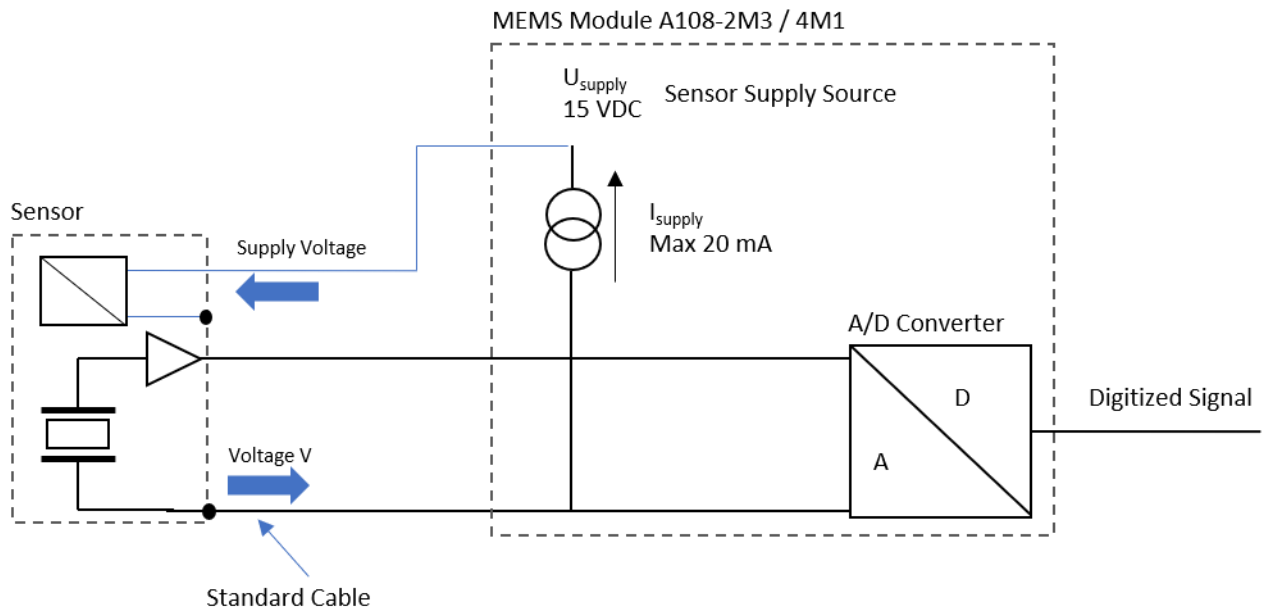 MEMS Module A108-2M3 / 4M1
Usupply
15 VDC
Sensor Supply Source
Isupply
Max 20 mA
Sensor
Supply Voltage
A/D Converter
D
A
Digitized Signal
Voltage V
Standard Cable